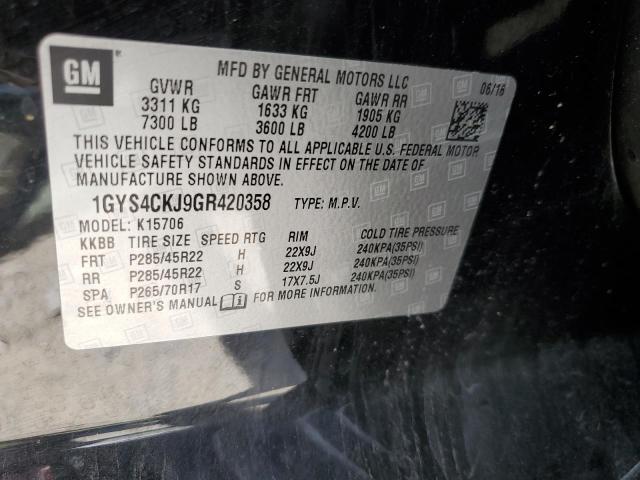 GM
MFD BY GENERAL MOTORS LLC
06/16
GVWR GAWR FRT GAWR RR
3311 KG 1633 KG 1905 KG
7300 LB 3600 LB 4200 LB
THIS VEHICLE CONFORMS TO ALL APPLICABLE U.S. FEDERAL MOTOR
VEHICLE SAFETY STANDARDS IN EFFECT ON THE DATE OF
MANUFACTURE SHOWN ABOVE.
1GYS4CKJ9GR420358 TYPE: M.P.V.
MODEL: K15706
KKBB TIRE SIZE SPEED RTG RIM COLD TIRE PRESSURE
FRT P285/45R22 H 22X9J 240KPA(35PSI)
RR P285/45R22 H 22X9J 240KPA(35PSI)
SPA P265/70R17 S 17X7.5J 240KPA(35PSI)
SEE OWNER'S MANUAL FOR MORE INFORMATION.